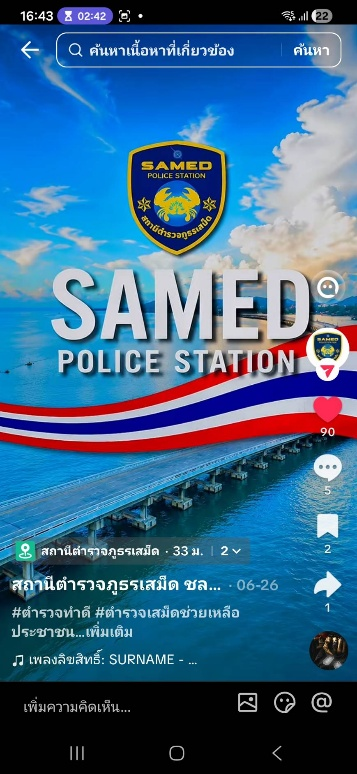 16:43
02:42
22
ค้นหาเนื้อหาที่เกี่ยวข้อง
ค้นหา
SAMED
POLICE STATION
สถานีตำรวจภูธรเสม็ด
SAMED
POLICE STATION
90
5
2
1
สถานีตำรวจภูธรเสม็ด · 33 ม. | 2
สถานีตำรวจภูธรเสม็ด ชล... · 06-26
#ตำรวจทำดี #ตำรวจเสม็ดช่วยเหลือ
ประชาชน...เพิ่มเติม
เพลงลิขสิทธิ์: SURNAME - ...
เพิ่มความคิดเห็น...
@